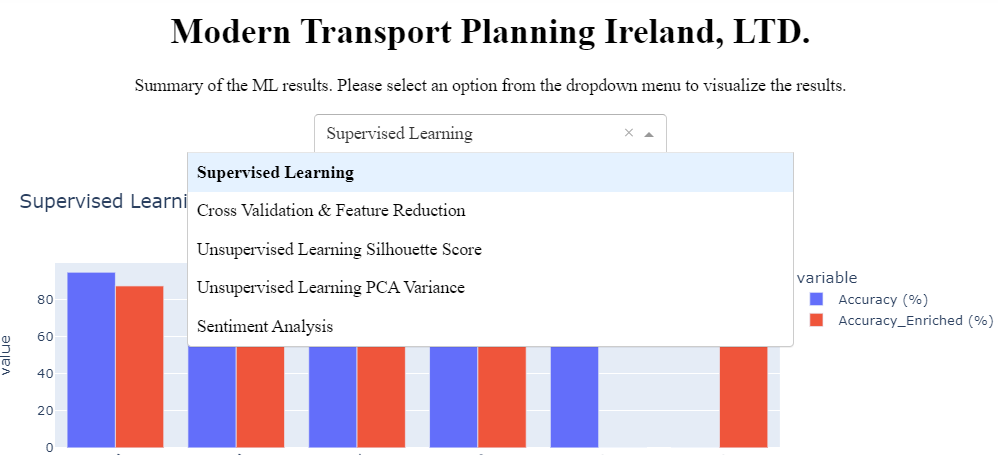 Modern Transport Planning Ireland, LTD.
Summary of the ML results. Please select an option from the dropdown menu to visualize the results.
Supervised Learning
Supervised Learning
Supervised Learni
Cross Validation & Feature Reduction
Unsupervised Learning Silhouette Score
Unsupervised Learning PCA Variance
Sentiment Analysis
variable
Accuracy (%)
Accuracy_Enriched (%)
value
80
60
40
20
0